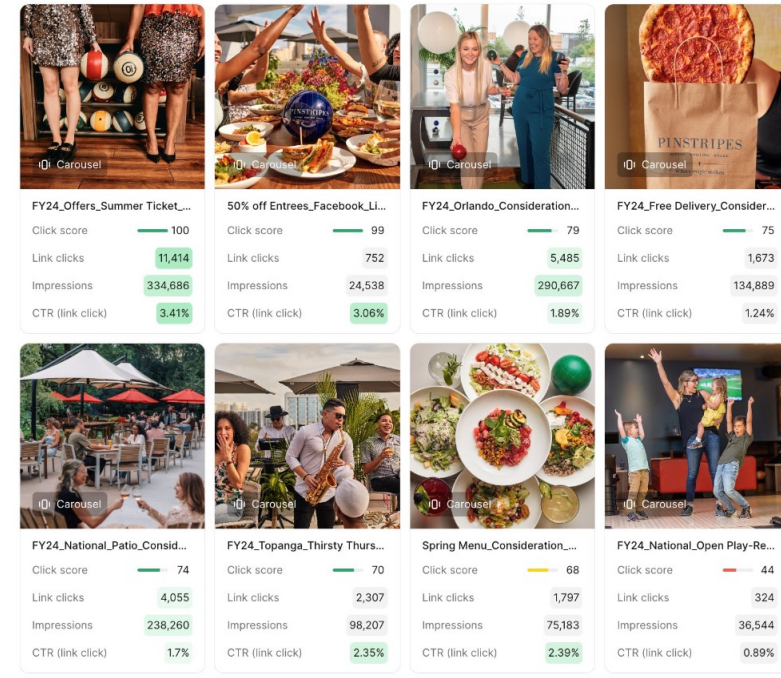 PINSTRIPES
PINSTRIPES
Carousel
Carousel
Carousel
Carousel
FY24_Offers_Summer Ticket_...
Click score 100
Link clicks 11,414
Impressions 334,686
CTR (link click) 3.41%
50% off Entrees_Facebook_Li...
Click score 99
Link clicks 752
Impressions 24,538
CTR (link click) 3.06%
FY24_Orlando_Consideration...
Click score 79
Link clicks 5,485
Impressions 290,667
CTR (link click) 1.89%
FY24_Free Delivery_Consider...
Click score 75
Link clicks 1,673
Impressions 134,889
CTR (link click) 1.24%
Carousel
Carousel
Carousel
Carousel
FY24_National_Patio_Consid...
Click score 74
Link clicks 4,055
Impressions 238,260
CTR (link click) 1.7%
FY24_Topanga_Thirsty Thurs...
Click score 70
Link clicks 2,307
Impressions 98,207
CTR (link click) 2.35%
Spring Menu_Consideration_...
Click score 68
Link clicks 1,797
Impressions 75,183
CTR (link click) 2.39%
FY24_National_Open Play-Re...
Click score 44
Link clicks 324
Impressions 36,544
CTR (link click) 0.89%